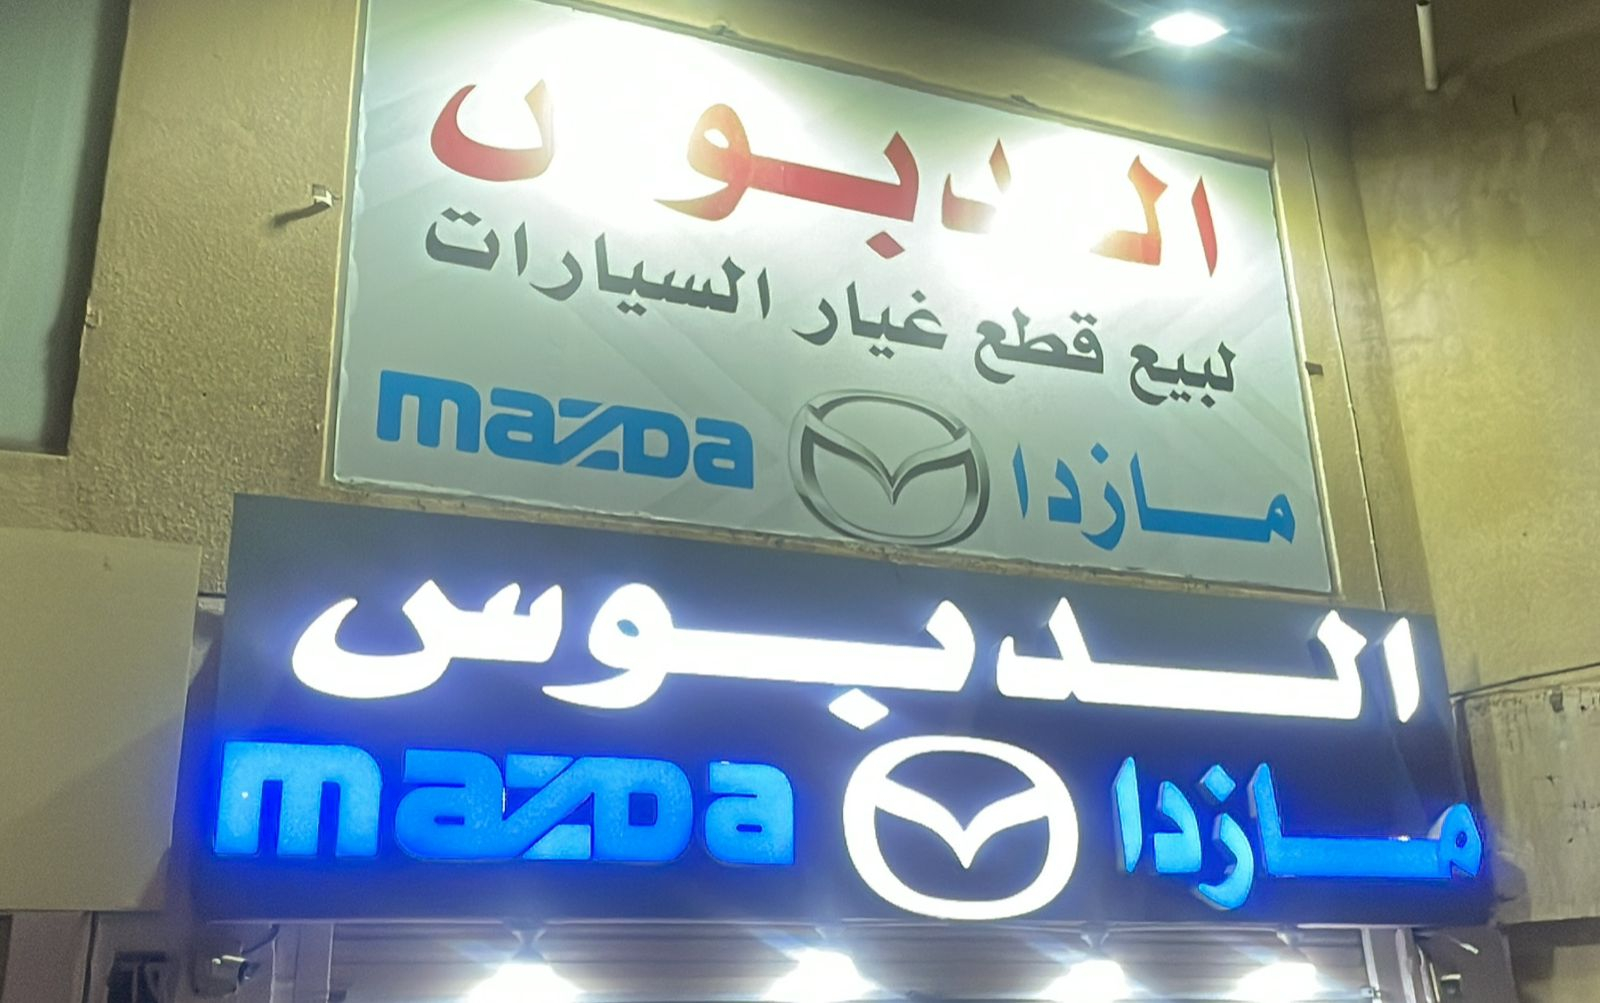 الدبوس
لبيع قطع غيار السيارات
مازدا mazda
الدبوس
مازدا mazda